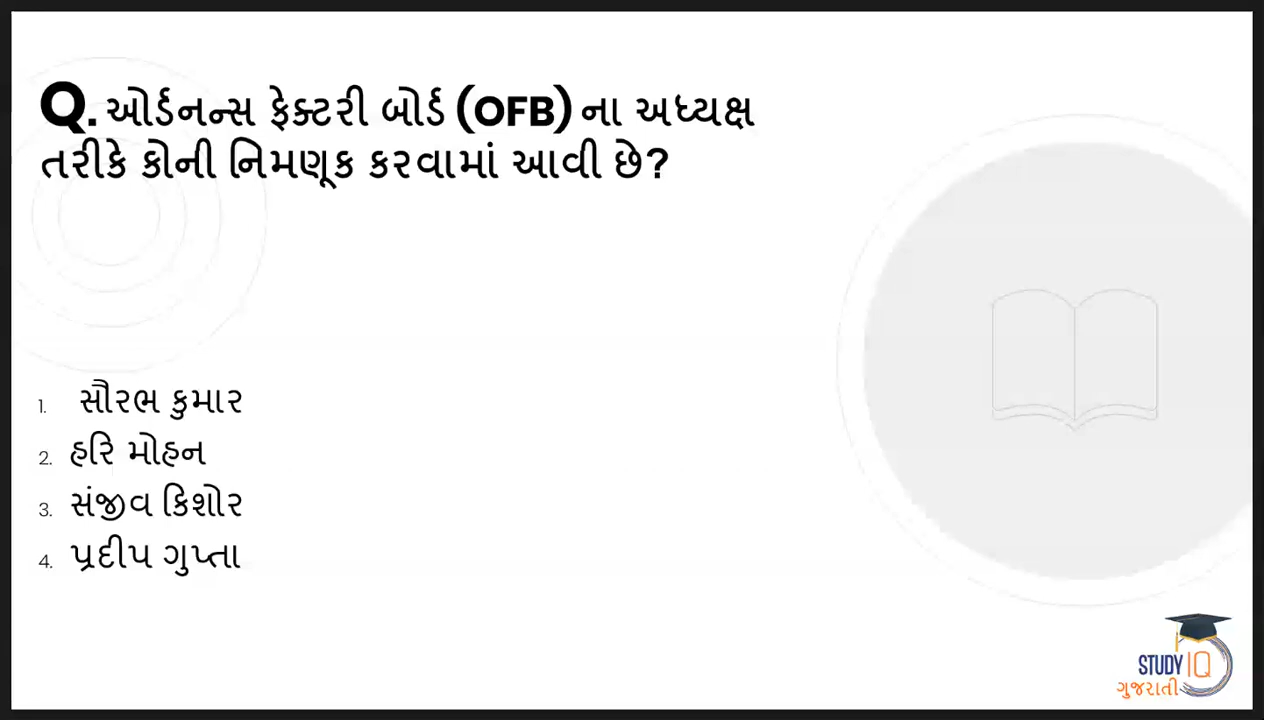 Q. ઓર્ડનન્સ ફેક્ટરી બોર્ડ (OFB) ના અધ્યક્ષ
તરીકે કોની નિમણૂક કરવામાં આવી છે?
1. સૌરભ કુમાર
2. હરિ મોહન
3. સંજીવ કિશોર
4. પ્રદીપ ગુપ્તા
STUDY IQ
ગુજરાતી